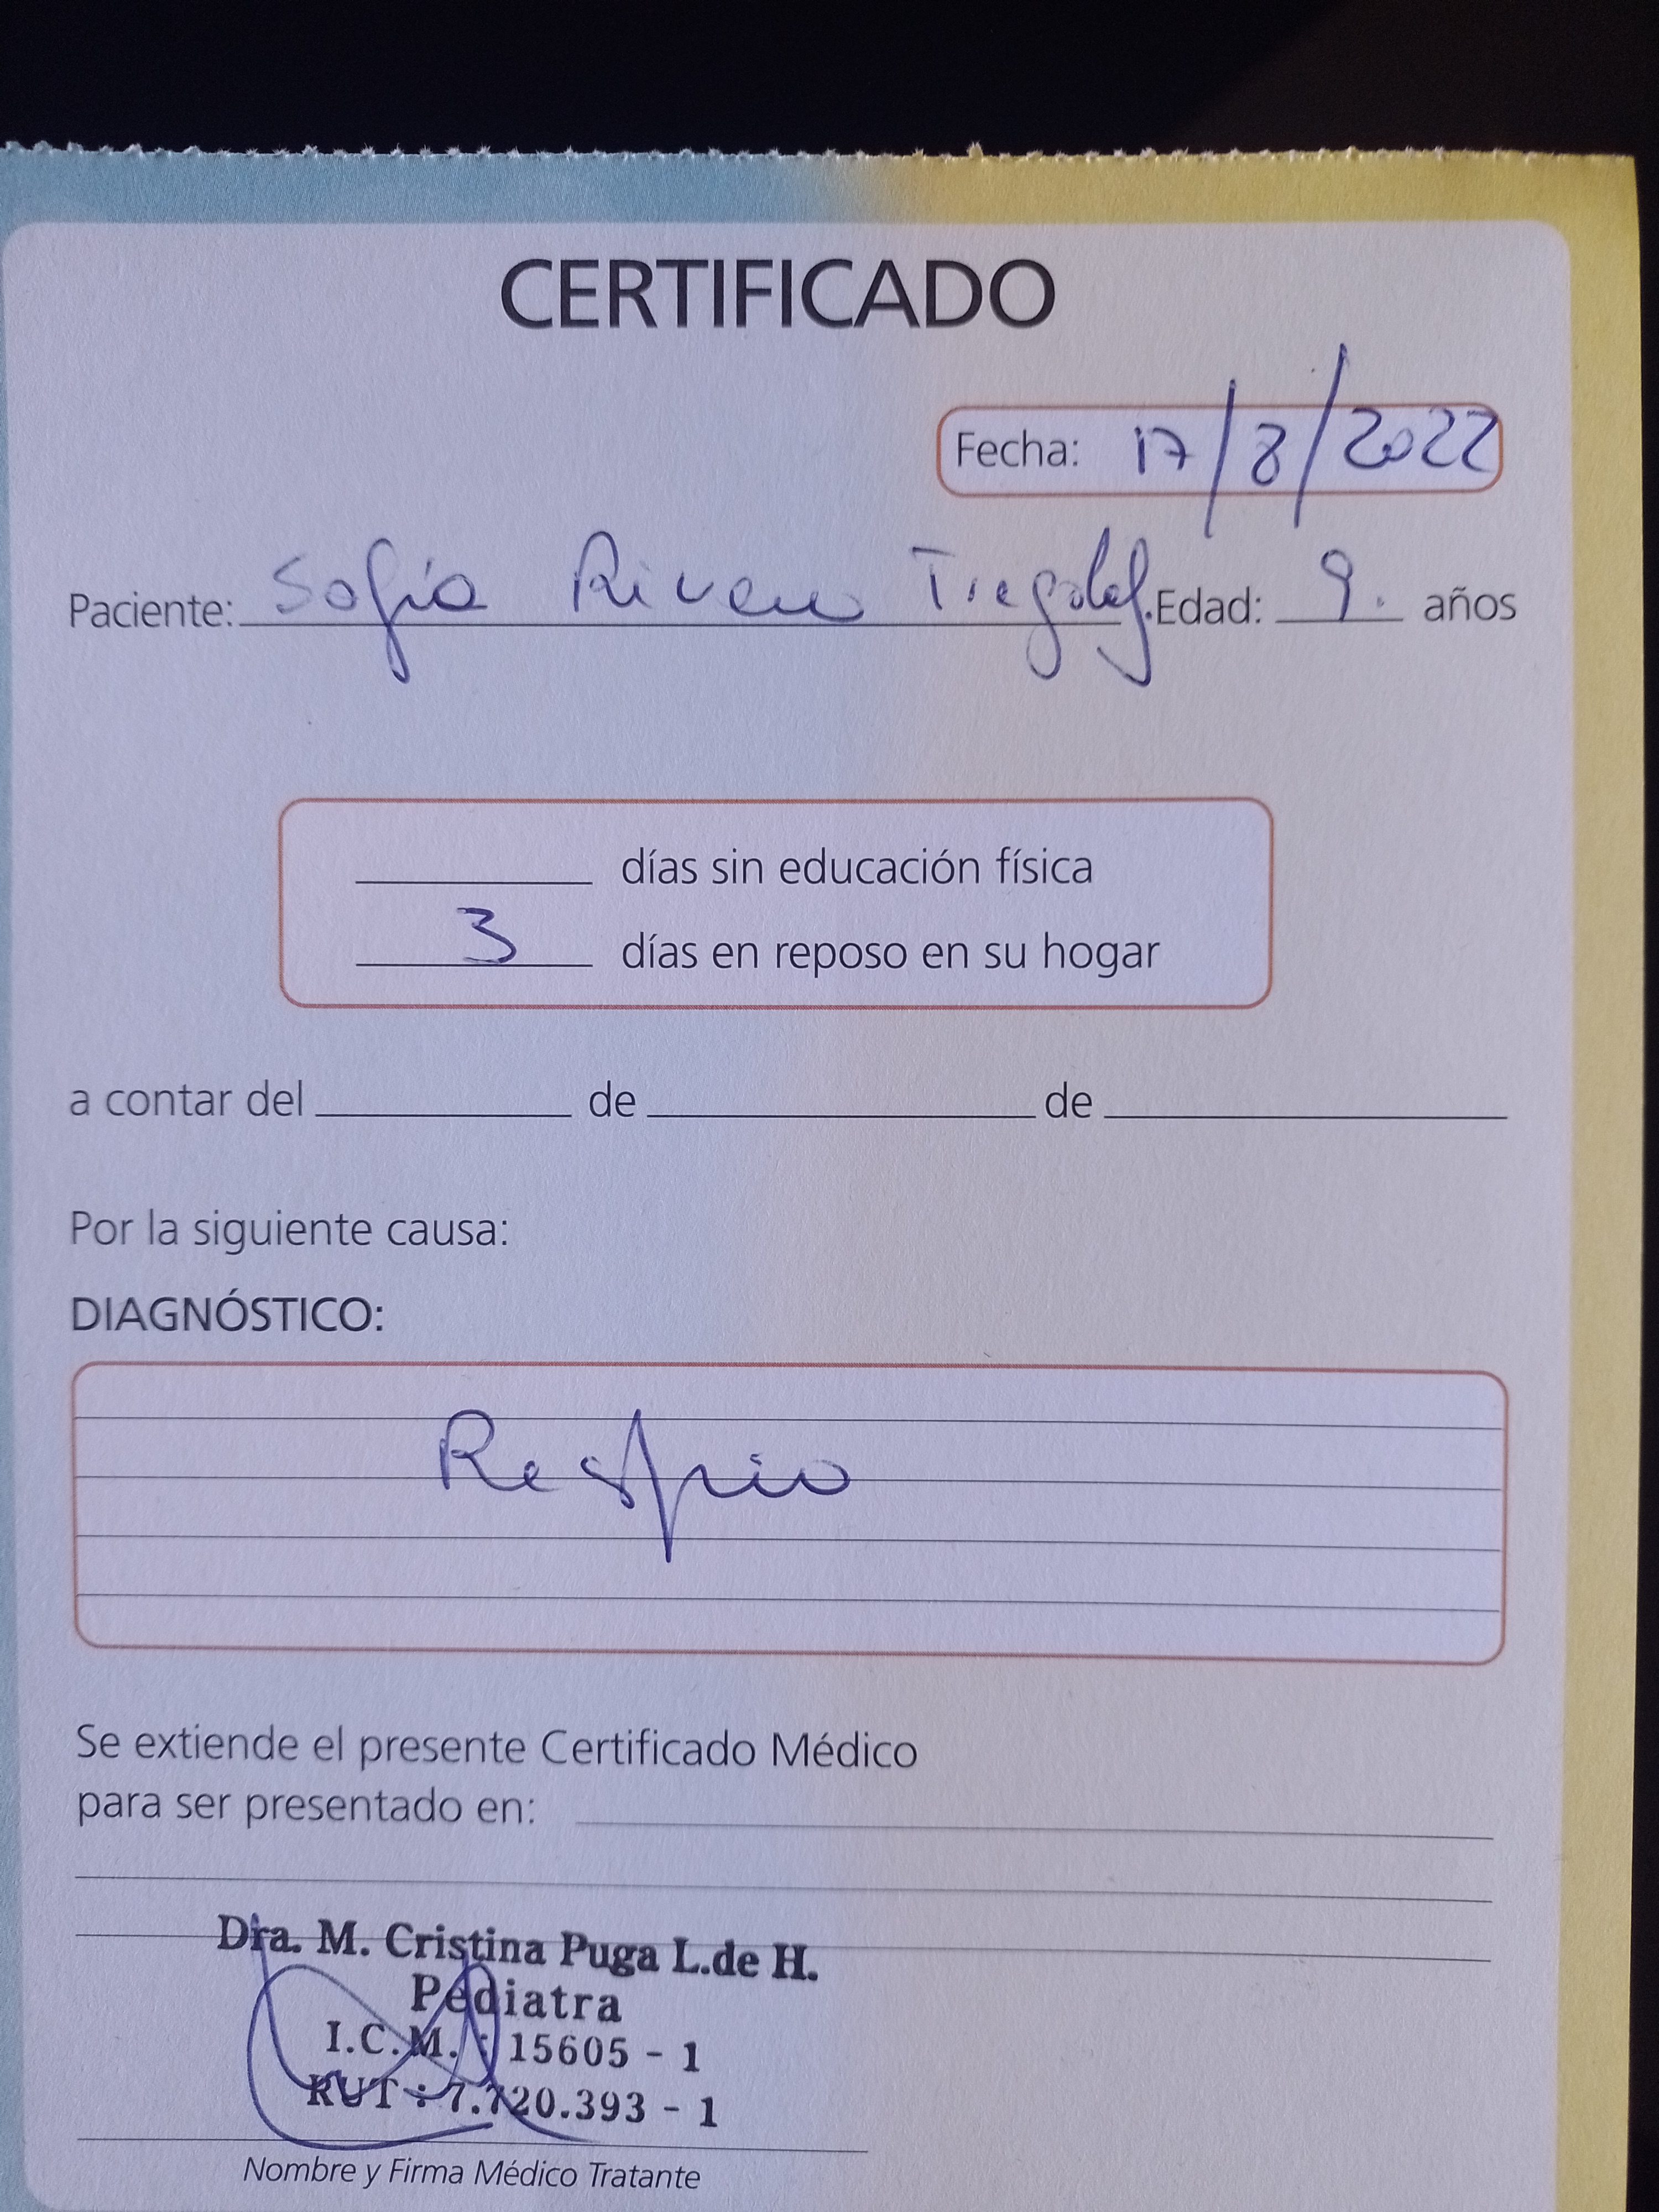 CERTIFICADO
Fecha: 17/8/2022
Paciente: Sofía Rivera Edad: 9. años
días sin educación física
3 días en reposo en su hogar
a contar del de de
Por la siguiente causa:
DIAGNÓSTICO:
Resfrio
Se extiende el presente Certificado Médico
para ser presentado en:
Dra. M. Cristina Puga L.de H.
Pediatra
I.C.M. : 15605 - 1
RUT : 7.720.393 - 1
Nombre y Firma Médico Tratante